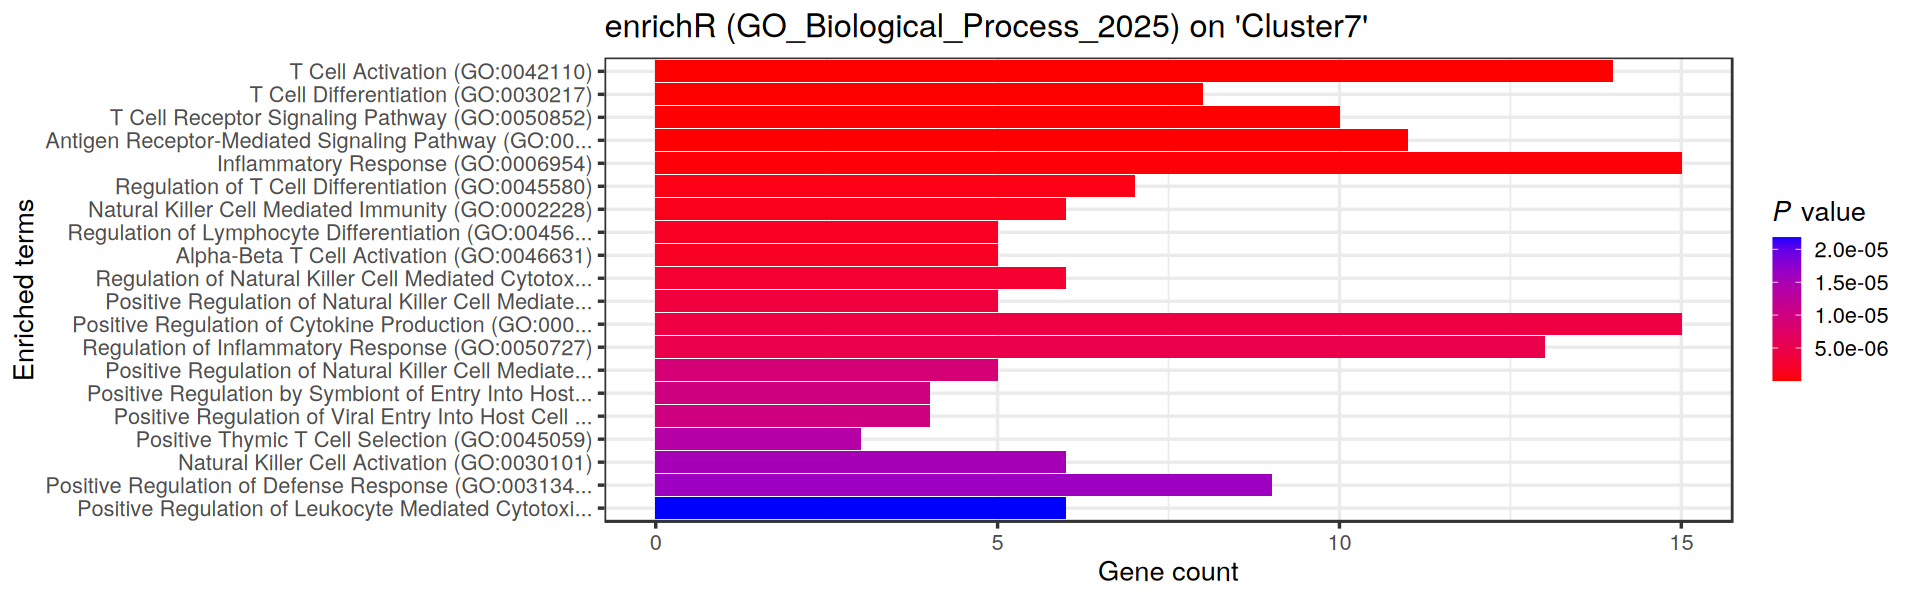 enrichR (GO_Biological_Process_2025) on 'Cluster7'
T Cell Activation (GO:0042110)
T Cell Differentiation (GO:0030217)
T Cell Receptor Signaling Pathway (GO:0050852)
Antigen Receptor-Mediated Signaling Pathway (GO:00...
Inflammatory Response (GO:0006954)
Regulation of T Cell Differentiation (GO:0045580)
Natural Killer Cell Mediated Immunity (GO:0002228)
Regulation of Lymphocyte Differentiation (GO:00456...
Alpha-Beta T Cell Activation (GO:0046631)
Regulation of Natural Killer Cell Mediated Cytotox...
Positive Regulation of Natural Killer Cell Mediate...
Positive Regulation of Cytokine Production (GO:000...
Regulation of Inflammatory Response (GO:0050727)
Positive Regulation of Natural Killer Cell Mediate...
Positive Regulation by Symbiont of Entry Into Host...
Positive Regulation of Viral Entry Into Host Cell ...
Positive Thymic T Cell Selection (GO:0045059)
Natural Killer Cell Activation (GO:0030101)
Positive Regulation of Defense Response (GO:003134...
Positive Regulation of Leukocyte Mediated Cytotoxi...
Enriched terms
0 5 10 15
Gene count
P value
2.0e-05
1.5e-05
1.0e-05
5.0e-06